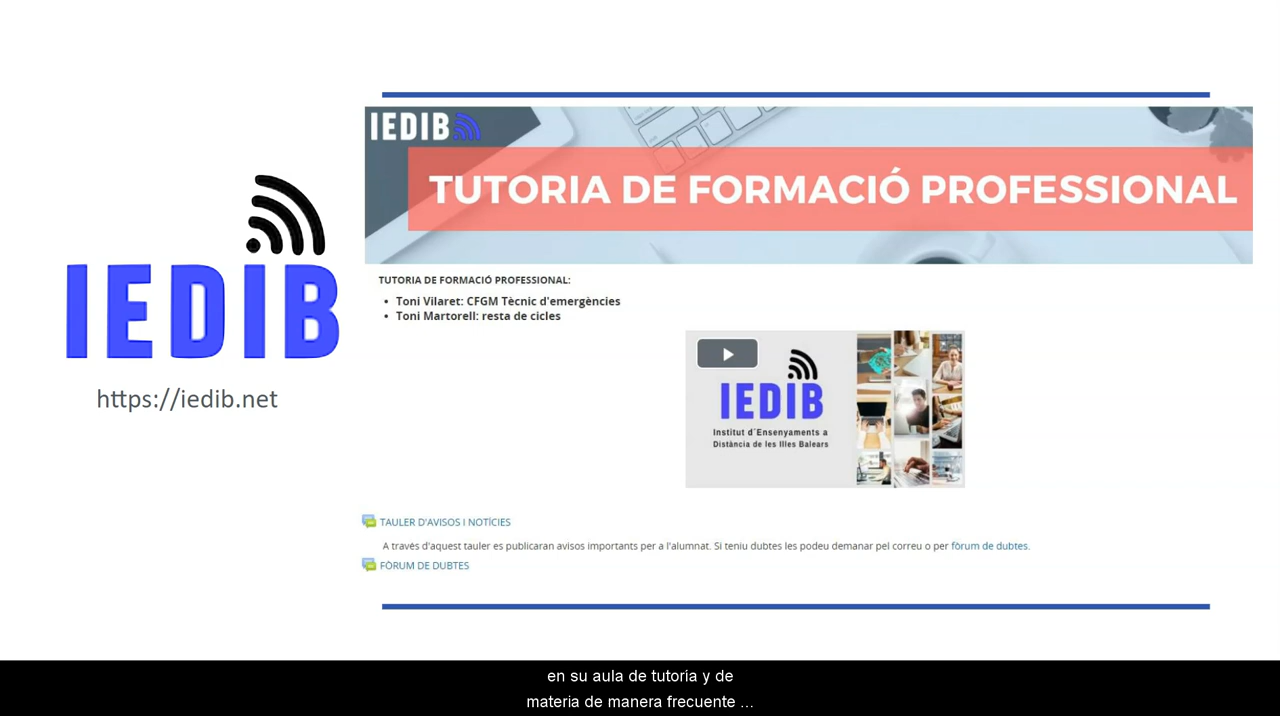 IEDIB
TUTORIA DE FORMACIÓ PROFESSIONAL
IEDIB
https://iedib.net
TUTORIA DE FORMACIÓ PROFESSIONAL:
• Toni Vilaret: CFGM Tècnic d'emergències
• Toni Martorell: resta de cicles
IEDIB
Institut d´Ensenyaments a
Distància de les Illes Balears
TAULER D'AVISOS I NOTÍCIES
A través d'aquest tauler es publicaran avisos importants per a l'alumnat. Si teniu dubtes les podeu demanar pel correu o per fòrum de dubtes.
FÒRUM DE DUBTES
en su aula de tutoría y de
materia de manera frecuente ...